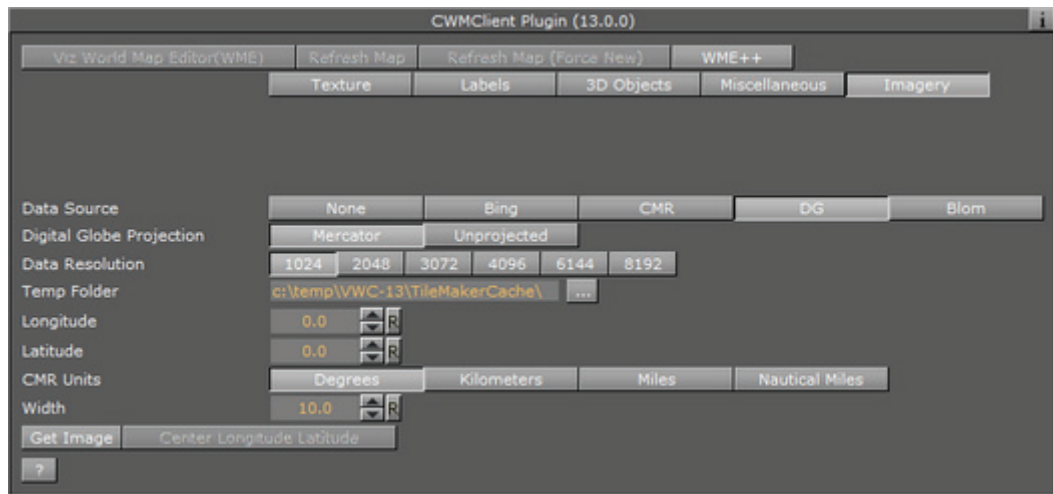 CWMClient Plugin (13.0.0) i
Viz World Map Editor(WME) Refresh Map Refresh Map (Force New) WME++
Texture Labels 3D Objects Miscellaneous Imagery
Data Source None Bing CMR DG Blom
Digital Globe Projection Mercator Unprojected
Data Resolution 1024 2048 3072 4096 6144 8192
Temp Folder c:\temp\VWC-13\TileMakerCache\ ...
Longitude 0.0 R
Latitude 0.0 R
CMR Units Degrees Kilometers Miles Nautical Miles
Width 10.0 R
Get Image Center Longitude Latitude
?